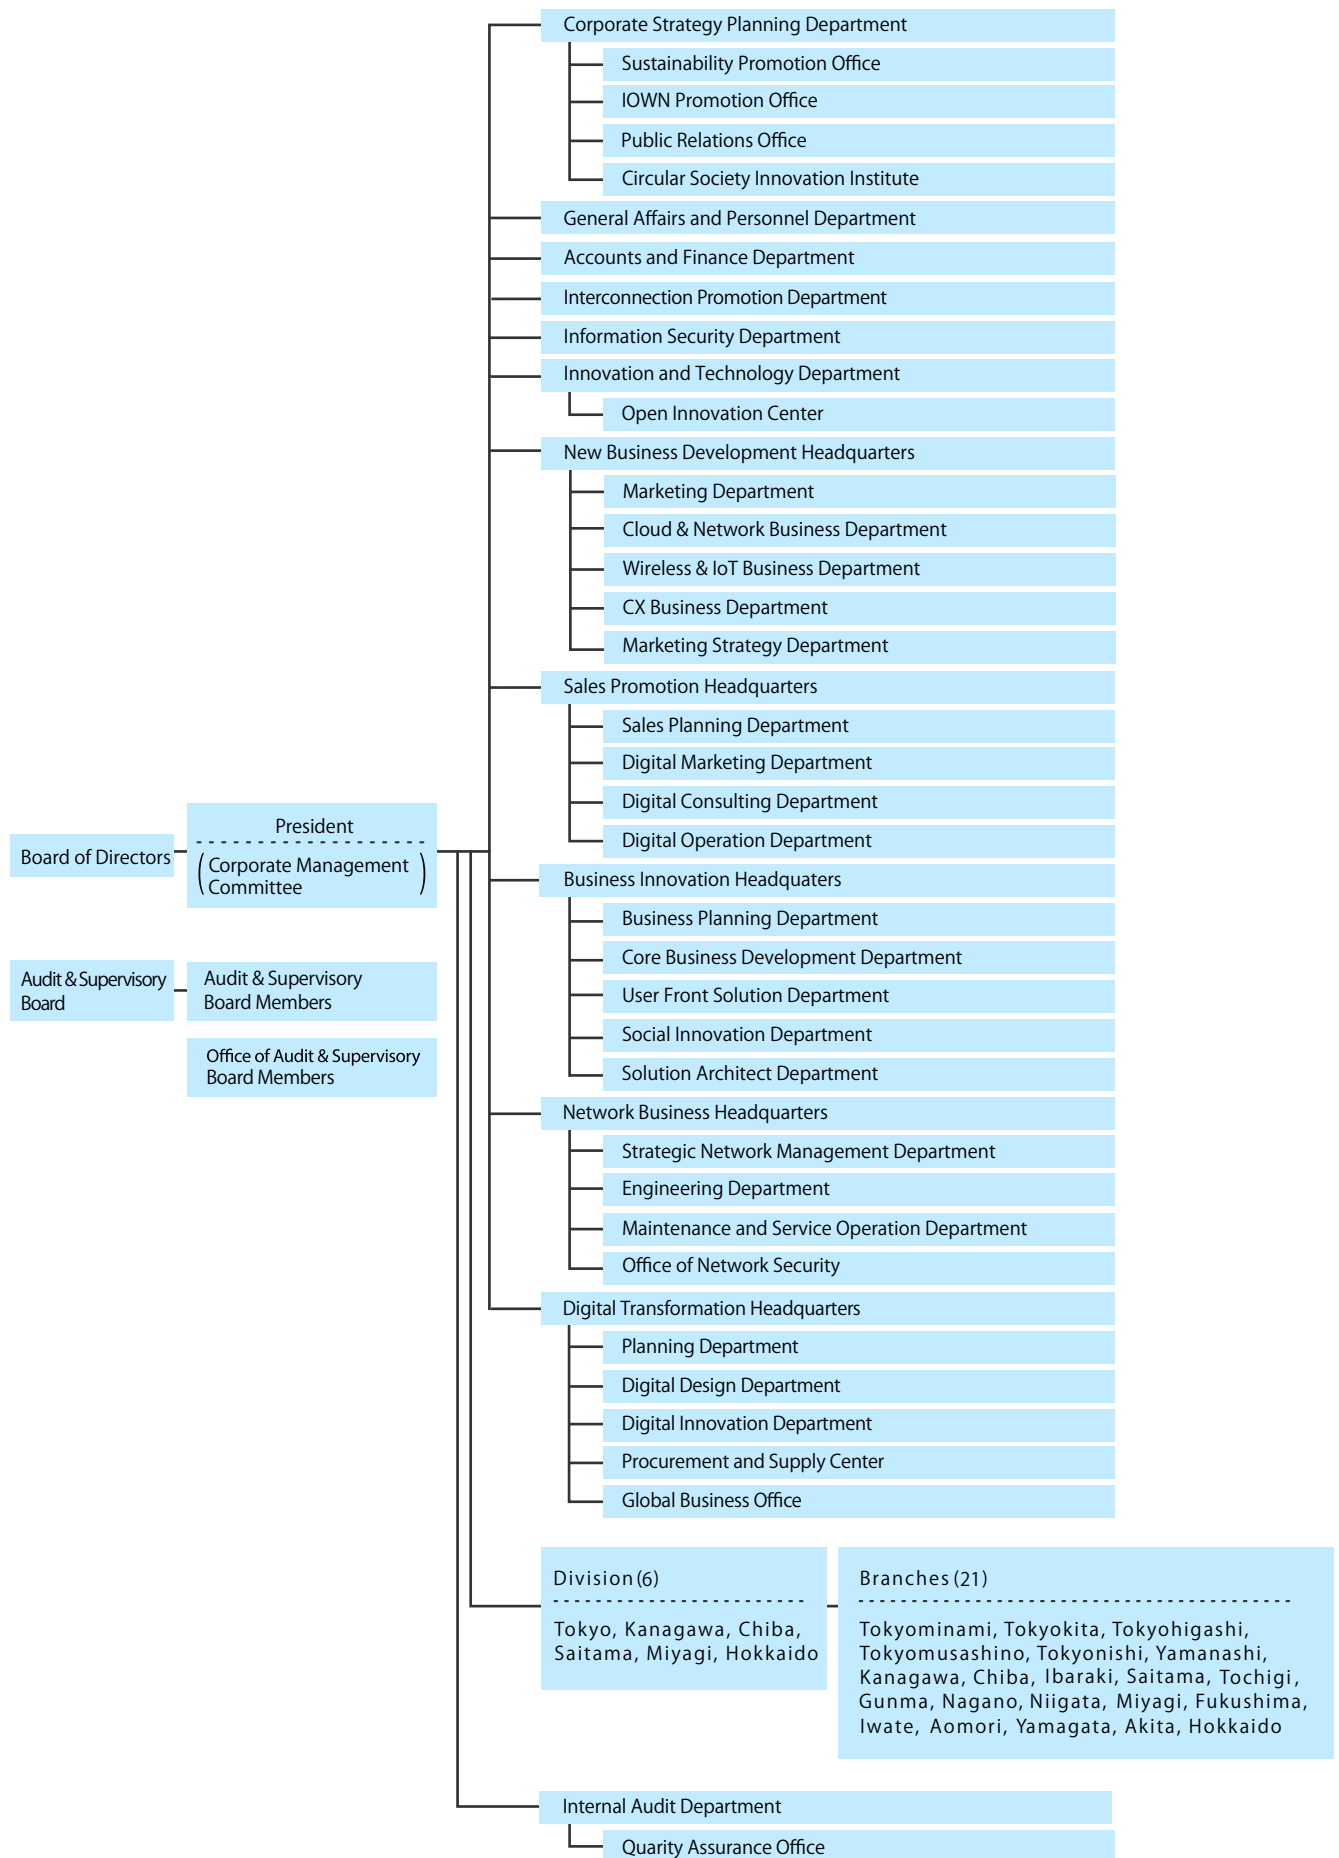 Corporate Strategy Planning Department
Sustainability Promotion Office
IOWN Promotion Office
Public Relations Office
Circular Society Innovation Institute
General Affairs and Personnel Department
Accounts and Finance Department
Interconnection Promotion Department
Information Security Department
Innovation and Technology Department
Open Innovation Center
New Business Development Headquarters
Marketing Department
Cloud & Network Business Department
Wireless & IoT Business Department
CX Business Department
Marketing Strategy Department
Sales Promotion Headquarters
Sales Planning Department
Digital Marketing Department
Digital Consulting Department
Digital Operation Department
Board of Directors
President
(Corporate Management
Committee)
Audit & Supervisory
Board
Audit & Supervisory
Board Members
Office of Audit & Supervisory
Board Members
Business Innovation Headquaters
Business Planning Department
Core Business Development Department
User Front Solution Department
Social Innovation Department
Solution Architect Department
Network Business Headquarters
Strategic Network Management Department
Engineering Department
Maintenance and Service Operation Department
Office of Network Security
Digital Transformation Headquarters
Planning Department
Digital Design Department
Digital Innovation Department
Procurement and Supply Center
Global Business Office
Division (6)
Tokyo, Kanagawa, Chiba,
Saitama, Miyagi, Hokkaido
Branches (21)
Tokyominami, Tokyokita, Tokyohigashi,
Tokyomusashino, Tokyonishi, Yamanashi,
Kanagawa, Chiba, Ibaraki, Saitama, Tochigi,
Gunma, Nagano, Niigata, Miyagi, Fukushima,
Iwate, Aomori, Yamagata, Akita, Hokkaido
Internal Audit Department
Quarity Assurance Office